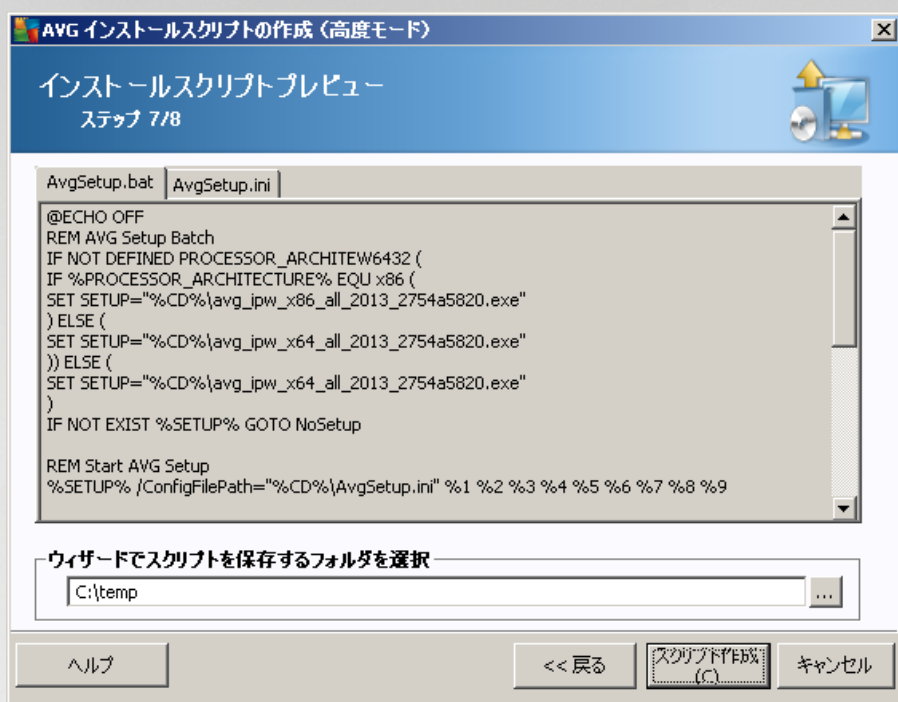 AVG インストールスクリプトの作成 (高度モード)
インストールスクリプトプレビュー
ステップ 7/8
AvgSetup.bat
AvgSetup.ini
@ECHO OFF
REM AVG Setup Batch
IF NOT DEFINED PROCESSOR_ARCHITEW6432 (
IF %PROCESSOR_ARCHITECTURE% EQU x86 (
SET SETUP="%CD%\avg_ipw_x86_all_2013_2754a5820.exe"
) ELSE (
SET SETUP="%CD%\avg_ipw_x64_all_2013_2754a5820.exe"
)) ELSE (
SET SETUP="%CD%\avg_ipw_x64_all_2013_2754a5820.exe"
)
IF NOT EXIST %SETUP% GOTO NoSetup
REM Start AVG Setup
%SETUP% /ConfigFilePath="%CD%\AvgSetup.ini" %1 %2 %3 %4 %5 %6 %7 %8 %9
ウィザードでスクリプトを保存するフォルダを選択
C:\temp
...
ヘルプ
<< 戻る
スクリプト作成
(C)
キャンセル